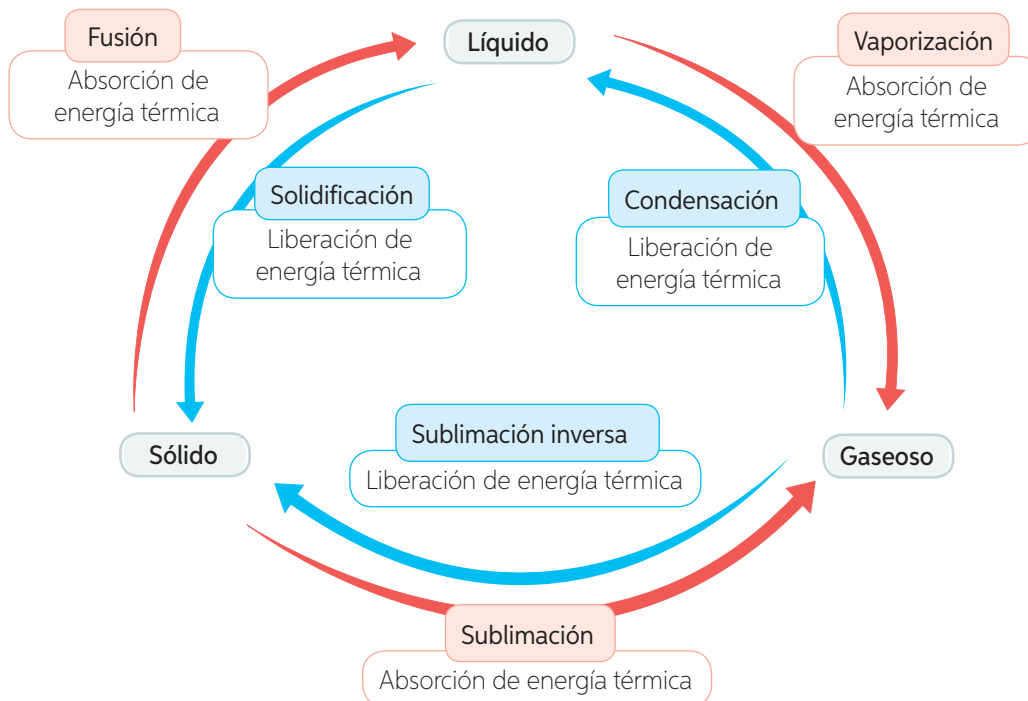 Fusión
Absorción de
energía térmica
Líquido
Vaporización
Absorción de
energía térmica
Solidificación
Liberación de
energía térmica
Condensación
Liberación de
energía térmica
Sólido
Sublimación inversa
Liberación de energía térmica
Gaseoso
Sublimación
Absorción de energía térmica